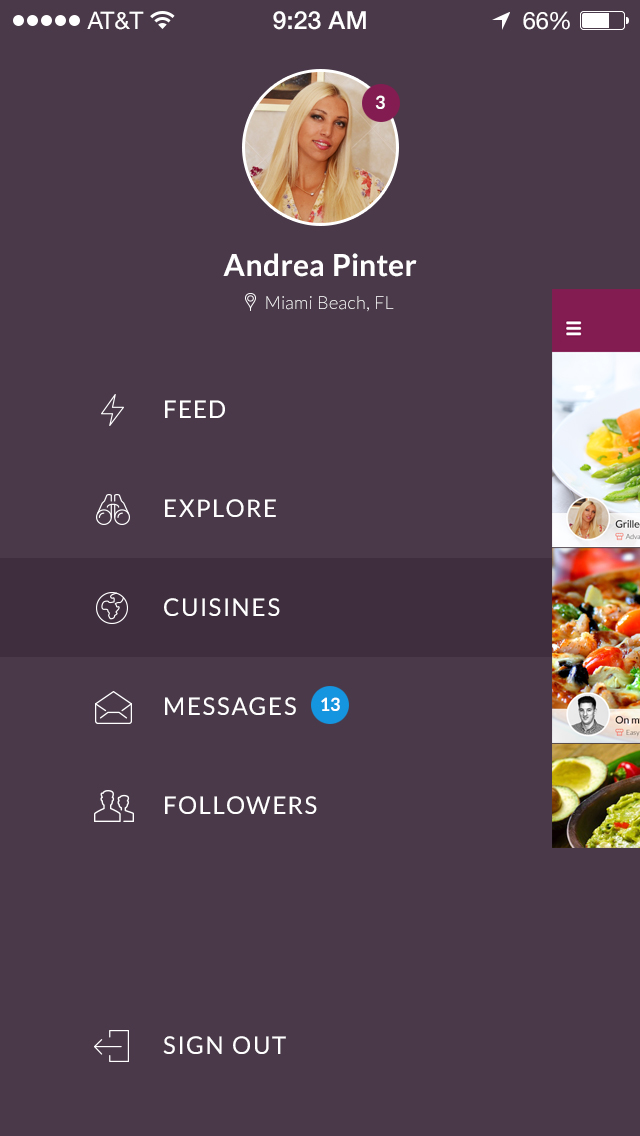 AT&T 9:23 AM 66%
3
Andrea Pinter
Miami Beach, FL
FEED
EXPLORE
Grille
Adva
CUISINES
MESSAGES 13
On m
Easy
FOLLOWERS
SIGN OUT